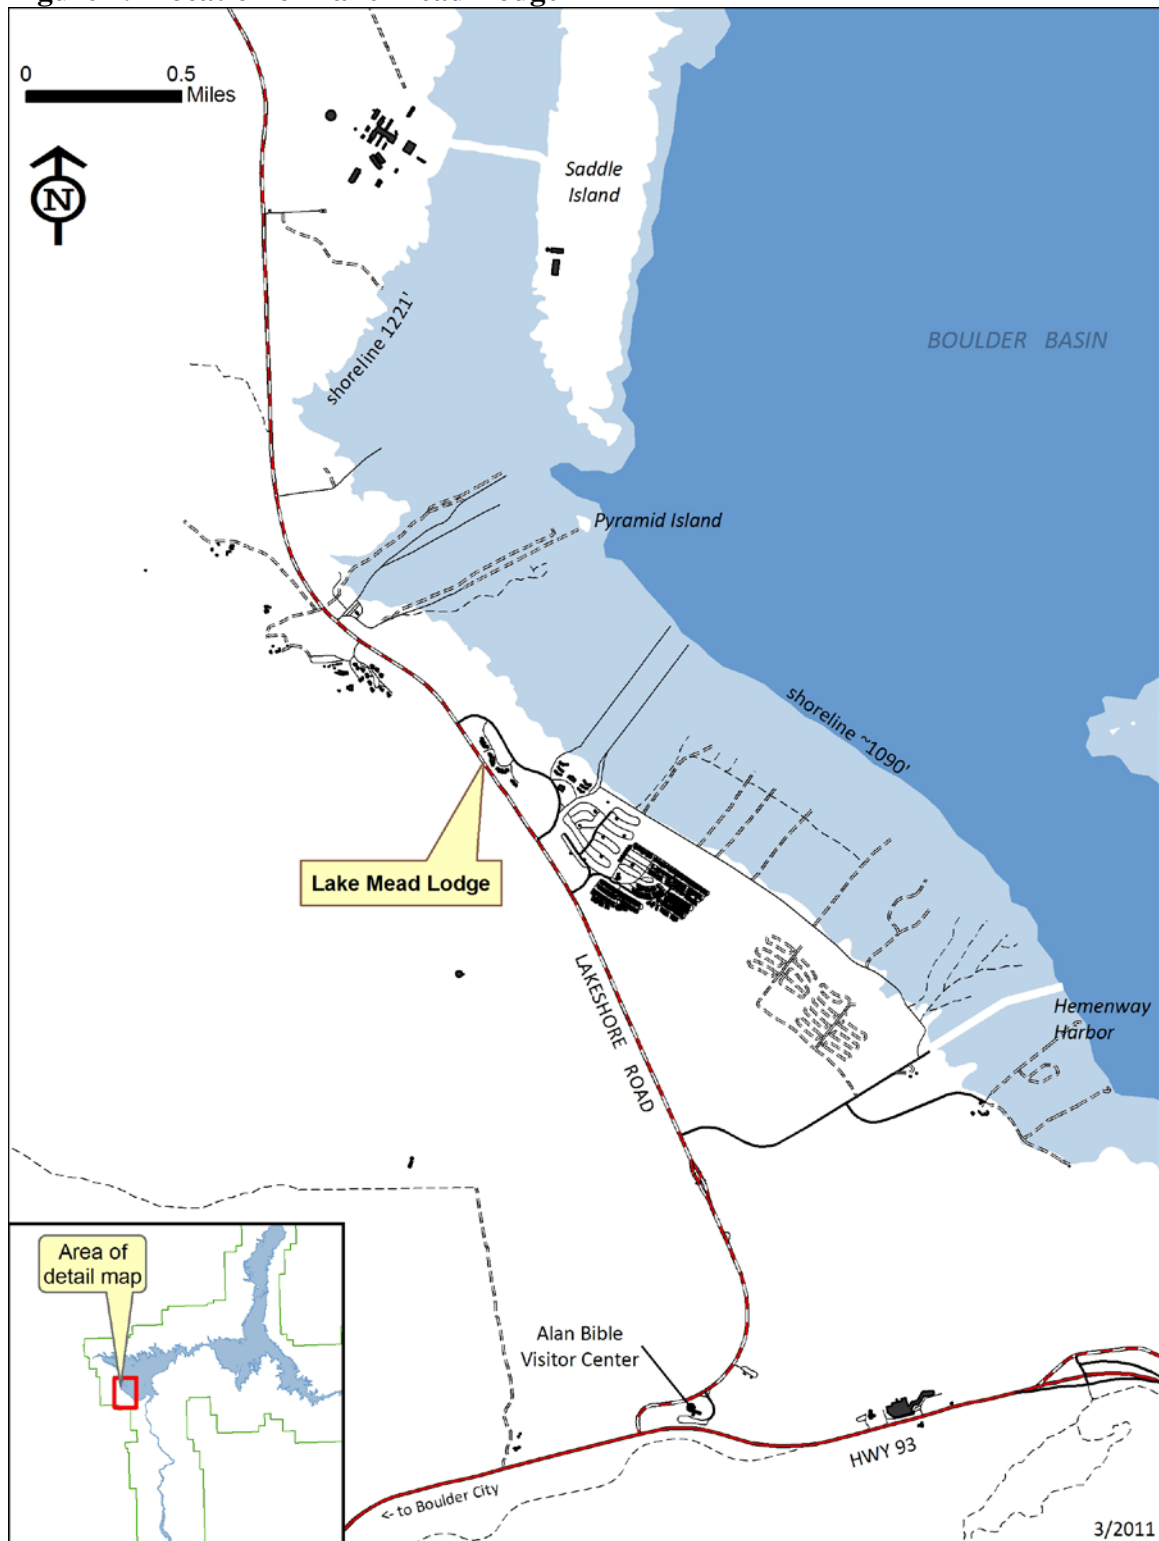 0 0.5
Miles
N
Saddle
Island
BOULDER BASIN
shoreline 1221'
Pyramid Island
shoreline ~1090'
Lake Mead Lodge
LAKESHORE ROAD
Hemenway
Harbor
Area of
detail map
Alan Bible
Visitor Center
HWY 93
<- to Boulder City
3/2011